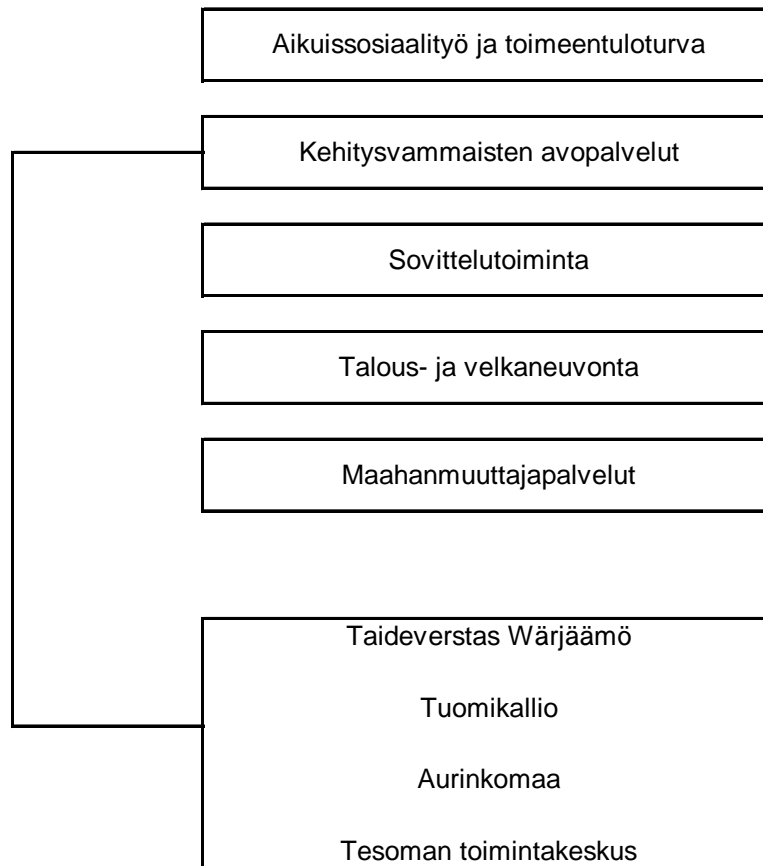 Aikuissosiaalityö ja toimeentuloturva
Kehitysvammaisten avopalvelut
Sovittelutoiminta
Talous- ja velkaneuvonta
Maahanmuuttajapalvelut
Taideverstas Wärjäämö
Tuomikallio
Aurinkomaa
Tesoman toimintakeskus